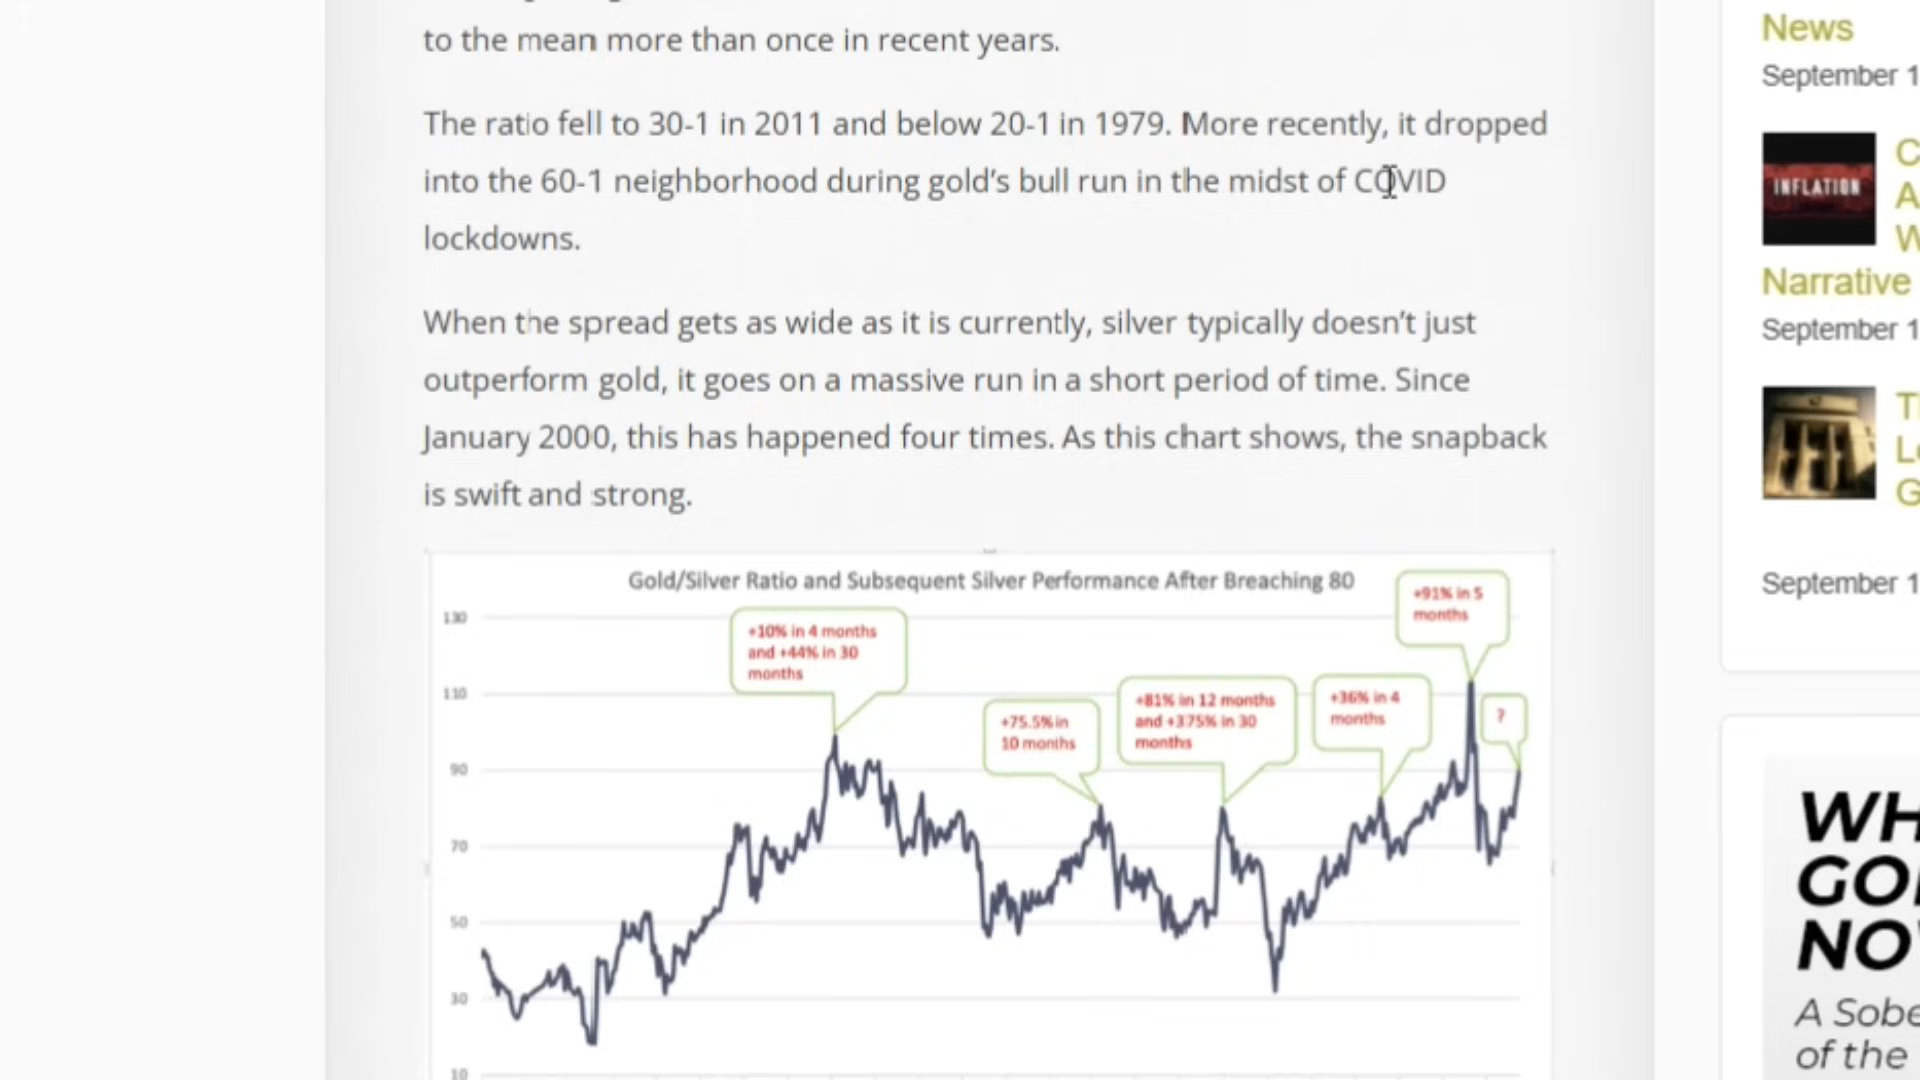 to the mean more than once in recent years.
The ratio fell to 30-1 in 2011 and below 20-1 in 1979. More recently, it dropped
into the 60-1 neighborhood during gold's bull run in the midst of COVID
lockdowns.
When the spread gets as wide as it is currently, silver typically doesn't just
outperform gold, it goes on a massive run in a short period of time. Since
January 2000, this has happened four times. As this chart shows, the snapback
is swift and strong.
Gold/Silver Ratio and Subsequent Silver Performance After Breaching 80
130
110
90
70
50
30
10
+10% in 4 months
and +44% in 30
months
+75.5% in
10 months
+81% in 12 months
and +375% in 30
months
+36% in 4
months
+91% in 5
months
?
News
September 1
INFLATION
C
A
W
Narrative
September 1
T
L
G
September 1
WH
GO
NO
A Sobe
of the